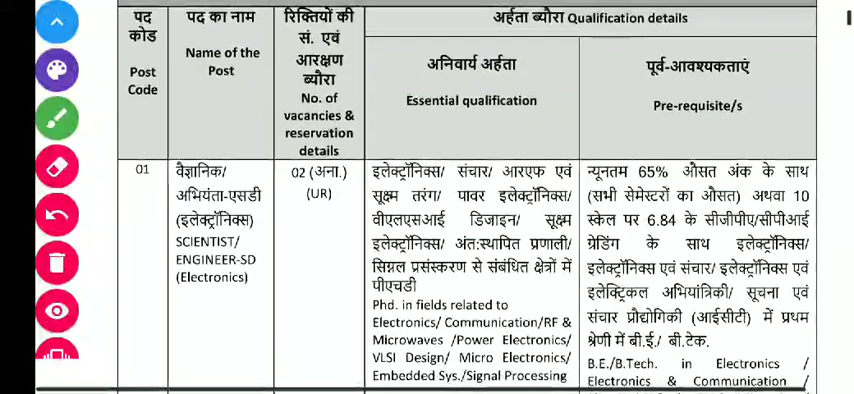 पद
कोड
Post
Code
पद का नाम
Name of the
Post
रिक्तियों की
सं. एवं
आरक्षण
ब्यौरा
No. of
vacancies &
reservation
details
अर्हता ब्यौरा Qualification details
अनिवार्य अर्हता
Essential qualification
पूर्व-आवश्यकताएं
Pre-requisite/s
01
वैज्ञानिक/
अभियंता-एसडी
(इलेक्ट्रॉनिक्स)
SCIENTIST/
ENGINEER-SD
(Electronics)
02 (अना.)
(UR)
इलेक्ट्रॉनिक्स/ संचार/ आरएफ एवं
सूक्ष्म तरंग/ पावर इलेक्ट्रॉनिक्स/
वीएलएसआई डिजाइन/ सूक्ष्म
इलेक्ट्रॉनिक्स/ अंत:स्थापित प्रणाली/
सिग्नल प्रसंस्करण से संबंधित क्षेत्रों में
पीएचडी
Phd. in fields related to
Electronics/ Communication/RF &
Microwaves /Power Electronics/
VLSI Design/ Micro Electronics/
Embedded Sys./Signal Processing
न्यूनतम 65% औसत अंक के साथ
(सभी सेमेस्टरों का औसत) अथवा 10
स्केल पर 6.84 के सीजीपीए/सीपीआई
ग्रेडिंग के साथ इलेक्ट्रॉनिक्स/
इलेक्ट्रॉनिक्स एवं संचार/ इलेक्ट्रॉनिक्स एवं
इलेक्ट्रिकल अभियांत्रिकी/ सूचना एवं
संचार प्रौद्योगिकी (आईसीटी) में प्रथम
श्रेणी में बी.ई./ बी.टेक.
B.E./B.Tech. in Electronics /
Electronics & Communication /